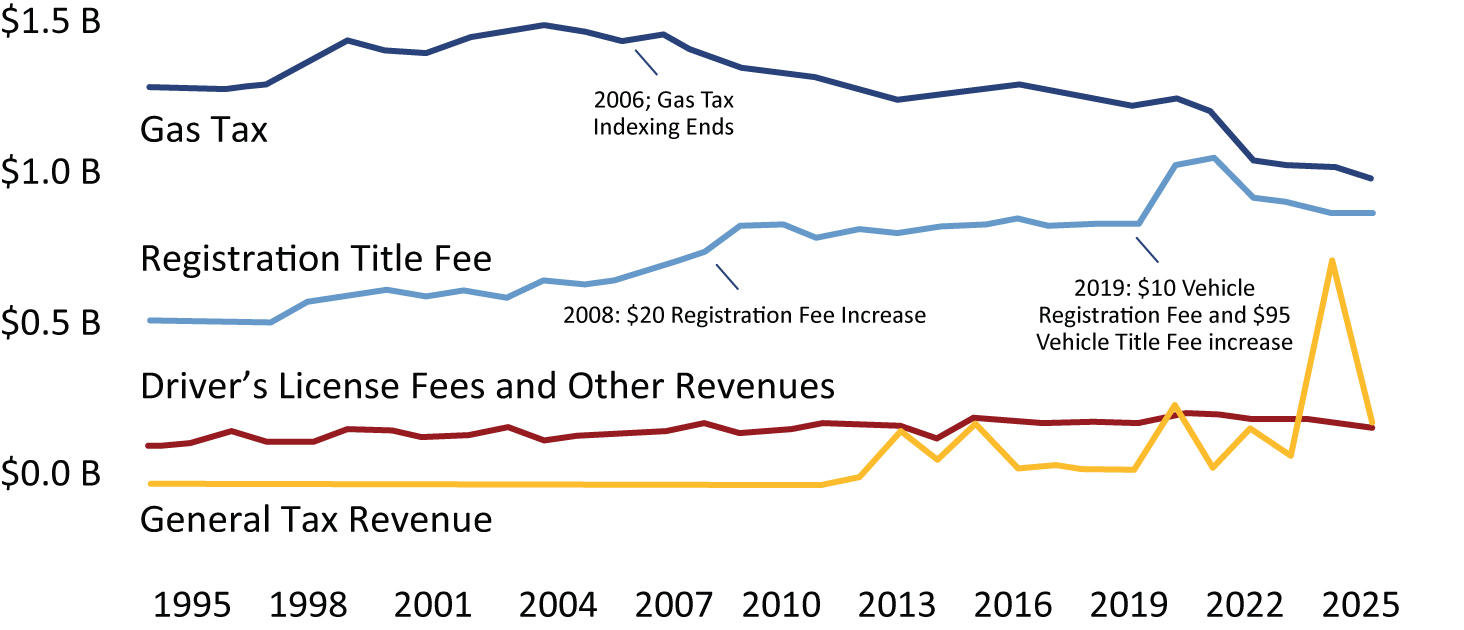 $1.5 B
2006; Gas Tax
Indexing Ends
Gas Tax
$1.0 B
Registration Title Fee
2008: $20 Registration Fee Increase
2019: $10 Vehicle
Registration Fee and $95
Vehicle Title Fee increase
$0.5 B
Driver’s License Fees and Other Revenues
$0.0 B
General Tax Revenue
1995 1998 2001 2004 2007 2010 2013 2016 2019 2022 2025